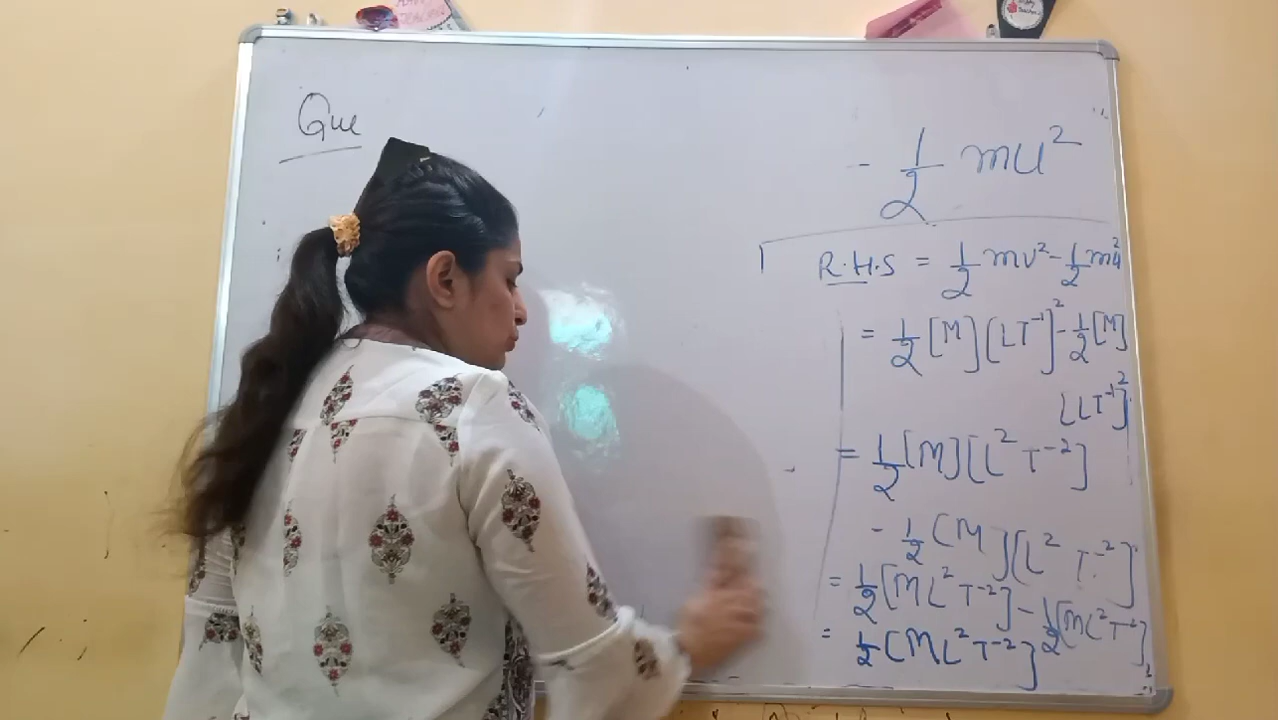 Que
- 1/2 mu²
R.H.S = 1/2 mv² - 1/2 mu²
= 1/2 [M] [LT⁻¹]² - 1/2 [M]
[LT⁻¹]²
= 1/2 [M] [L² T⁻²]
- 1/2 [M] [L² T⁻²]
= 1/2 [ML²T⁻²] - 1/2 [ML²T⁻²]
= 1/2 [ML²T⁻²]